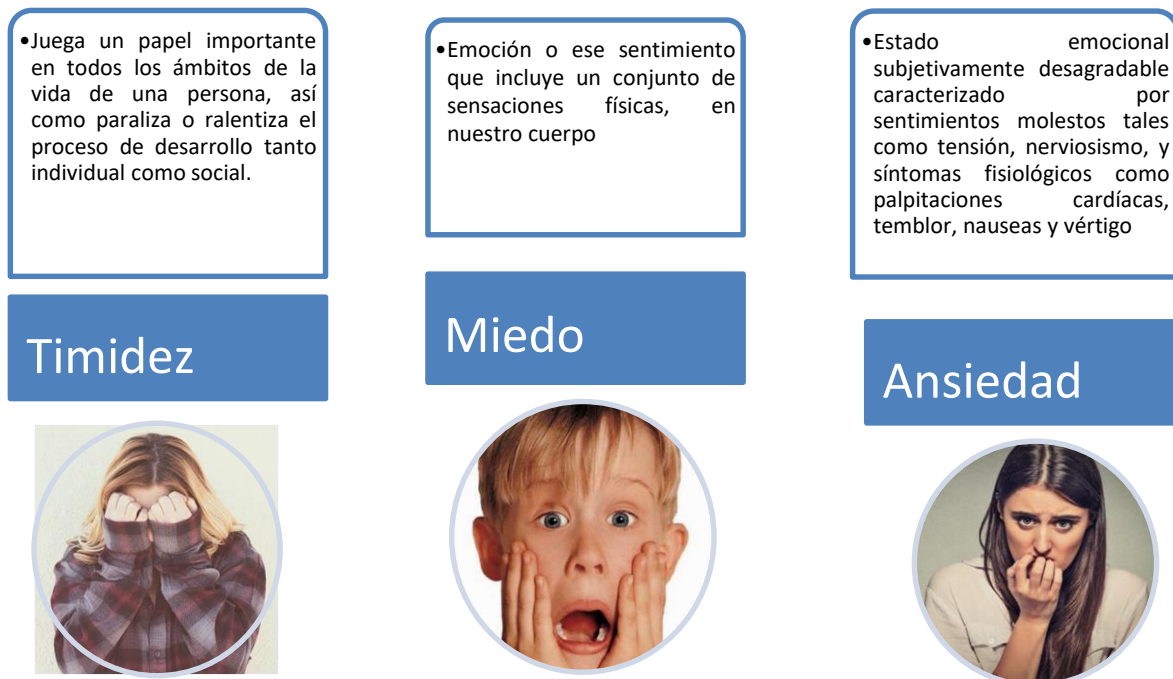 •Juega un papel importante
en todos los ámbitos de la
vida de una persona, así
como paraliza o ralentiza el
proceso de desarrollo tanto
individual como social.
Timidez
•Emoción o ese sentimiento
que incluye un conjunto de
sensaciones físicas, en
nuestro cuerpo
Miedo
•Estado emocional
subjetivamente desagradable
caracterizado por
sentimientos molestos tales
como tensión, nerviosismo, y
síntomas fisiológicos como
palpitaciones cardíacas,
temblor, nauseas y vértigo
Ansiedad